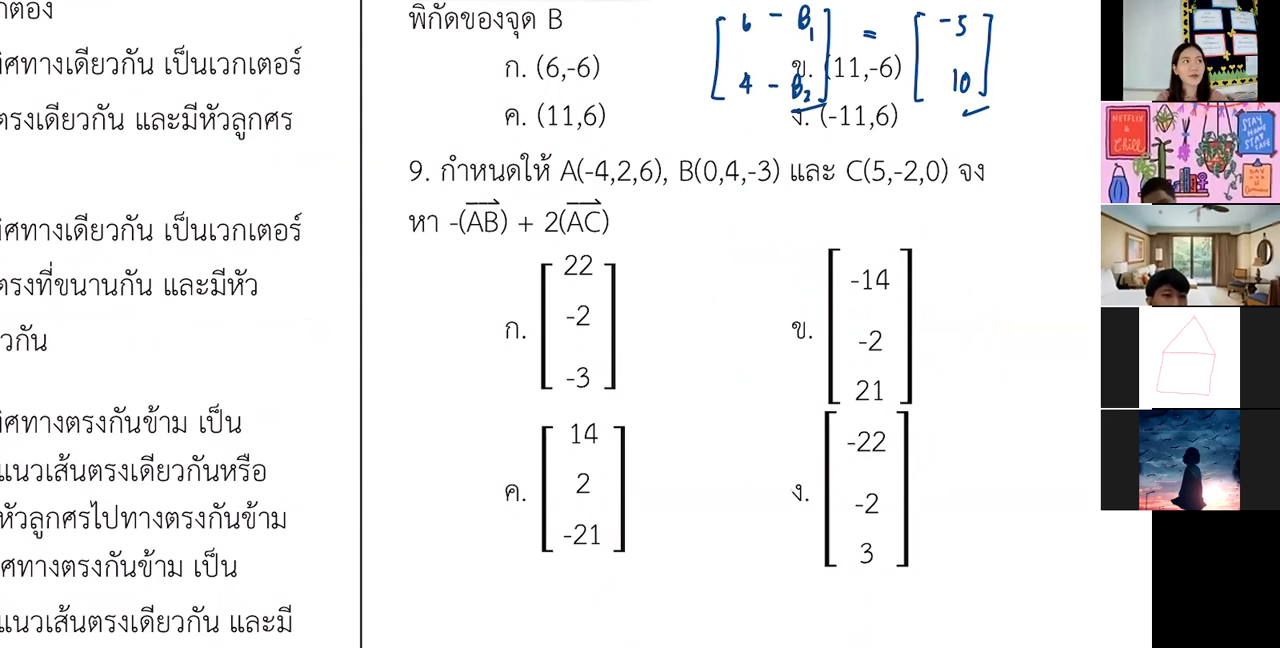 ิศทางเดียวกัน เป็นเวกเตอร์
ตรงเดียวกัน และมีหัวลูกศร
ิศทางเดียวกัน เป็นเวกเตอร์
ตรงที่ขนานกัน และมีหัว
วกัน
ทิศทางตรงกันข้าม เป็น
แนวเส้นตรงเดียวกันหรือ
หัวลูกศรไปทางตรงกันข้าม
ศทางตรงกันข้าม เป็น
แนวเส้นตรงเดียวกัน และมี
พิกัดของจุด B
6 - B1 = -5
4 - B2 10
ก. (6,-6) ข. (11,-6)
ค. (11,6) ง. (-11,6)
9. กำหนดให้ A(-4,2,6), B(0,4,-3) และ C(5,-2,0) จง
หา -(AB) + 2(AC)
ก.
22
-2
-3
ข.
-14
-2
21
ค.
14
2
-21
ง.
-22
-2
3
NETFLIX
&
Chill
STAY
HOME
STAY
SAFE